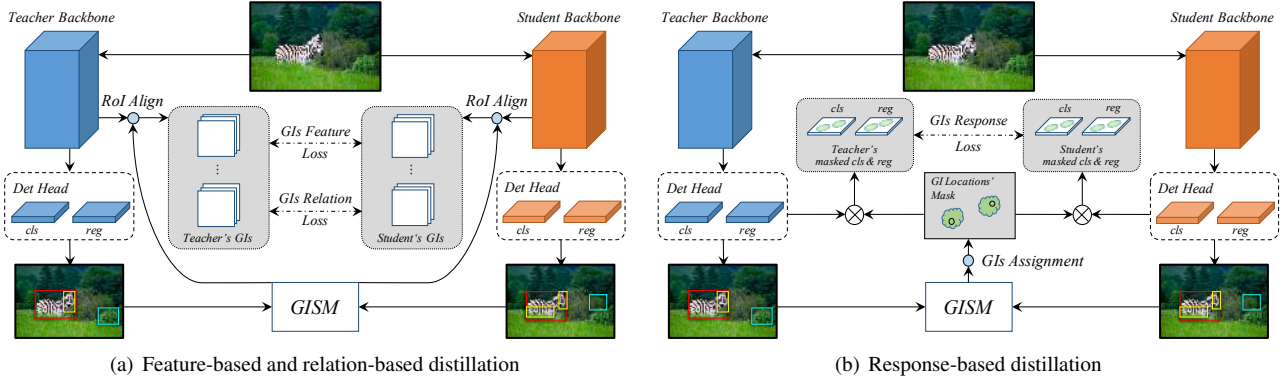 Teacher Backbone
Student Backbone
RoI Align
RoI Align
GIs Feature
Loss
GIs Relation
Loss
Teacher's GIs
Student's GIs
Det Head
cls
reg
Det Head
cls
reg
GISM
(a) Feature-based and relation-based distillation
Teacher Backbone
Student Backbone
cls
reg
Teacher's
masked cls & reg
GIs Response
Loss
cls
reg
Student's
masked cls & reg
Det Head
cls
reg
GI Locations'
Mask
Det Head
cls
reg
GIs Assignment
GISM
(b) Response-based distillation